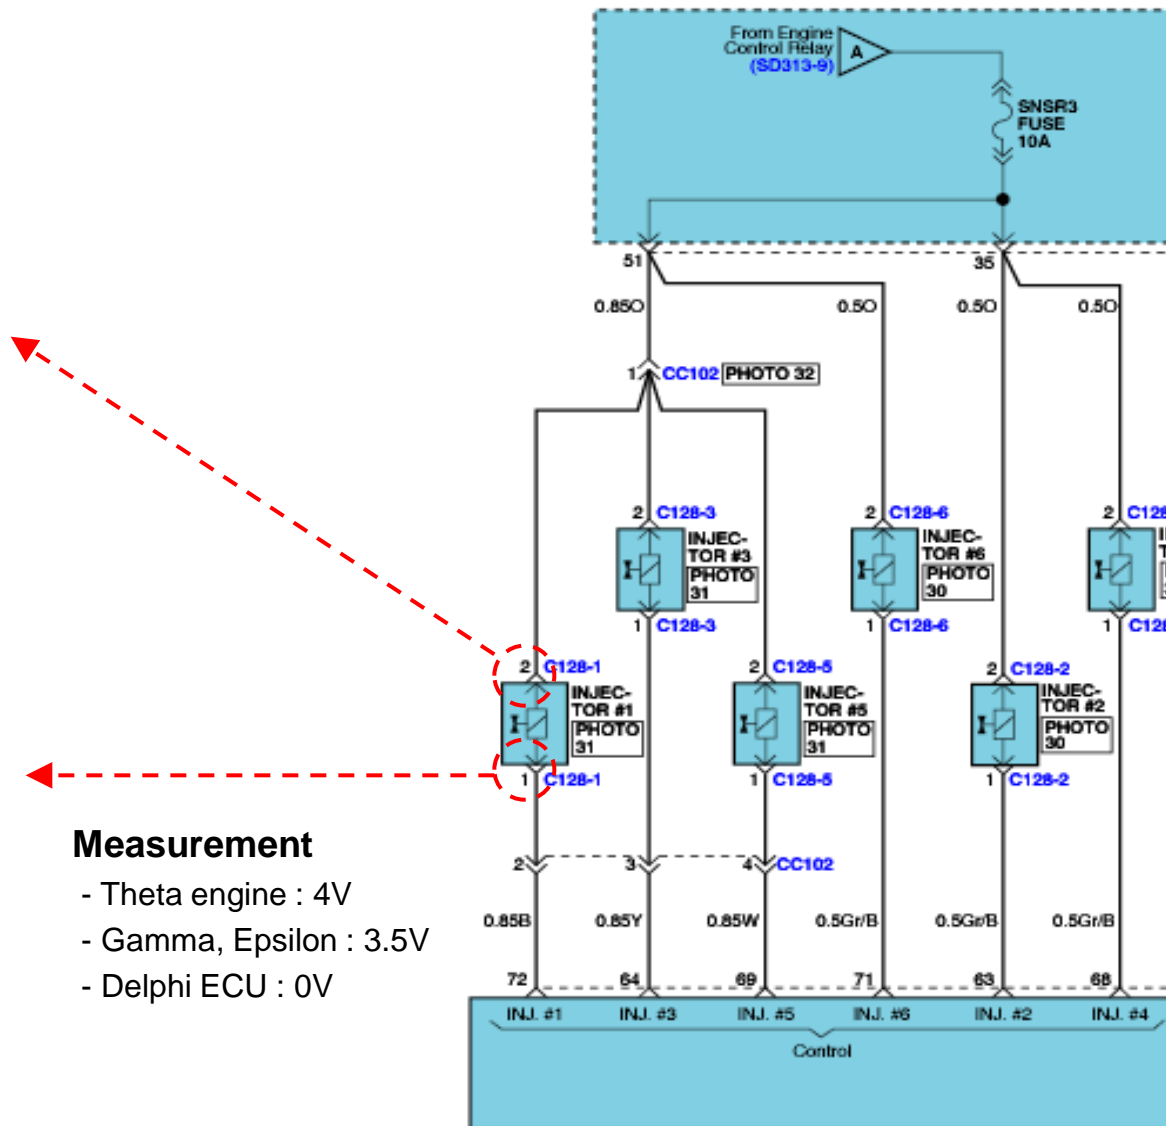 From Engine
Control Relay
(SD313-9)
A
SNSR3
FUSE
10A
51
35
0.85O
0.5O
0.5O
0.5O
1
CC102
PHOTO 32
2
C128-3
2
C128-6
2
INJEC-
TOR #3
PHOTO
31
INJEC-
TOR #6
PHOTO
30
1
C128-3
1
C128-6
1
2
C128-1
2
C128-5
2
C128-2
INJEC-
TOR #1
PHOTO
31
INJEC-
TOR #5
PHOTO
31
INJEC-
TOR #2
PHOTO
30
1
C128-1
1
C128-5
1
C128-2
Measurement
- Theta engine : 4V
- Gamma, Epsilon : 3.5V
- Delphi ECU : 0V
2
3
4
CC102
0.85B
0.85Y
0.85W
0.5Gr/B
0.5Gr/B
0.5Gr/B
72
64
69
71
63
68
INJ. #1
INJ. #3
INJ. #5
INJ. #6
INJ. #2
INJ. #4
Control